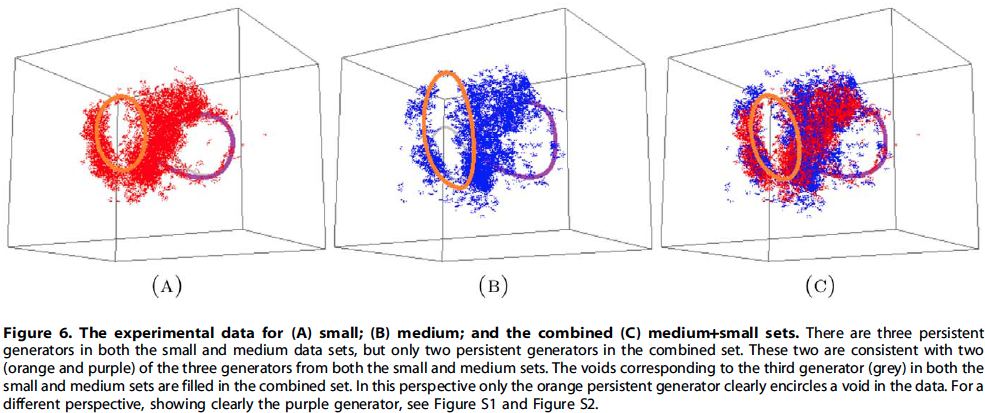 (A)
(B)
(C)
Figure 6. The experimental data for (A) small; (B) medium; and the combined (C) medium+small sets. There are three persistent
generators in both the small and medium data sets, but only two persistent generators in the combined set. These two are consistent with two
(orange and purple) of the three generators from both the small and medium sets. The voids corresponding to the third generator (grey) in both the
small and medium sets are filled in the combined set. In this perspective only the orange persistent generator clearly encircles a void in the data. For a
different perspective, showing clearly the purple generator, see Figure S1 and Figure S2.